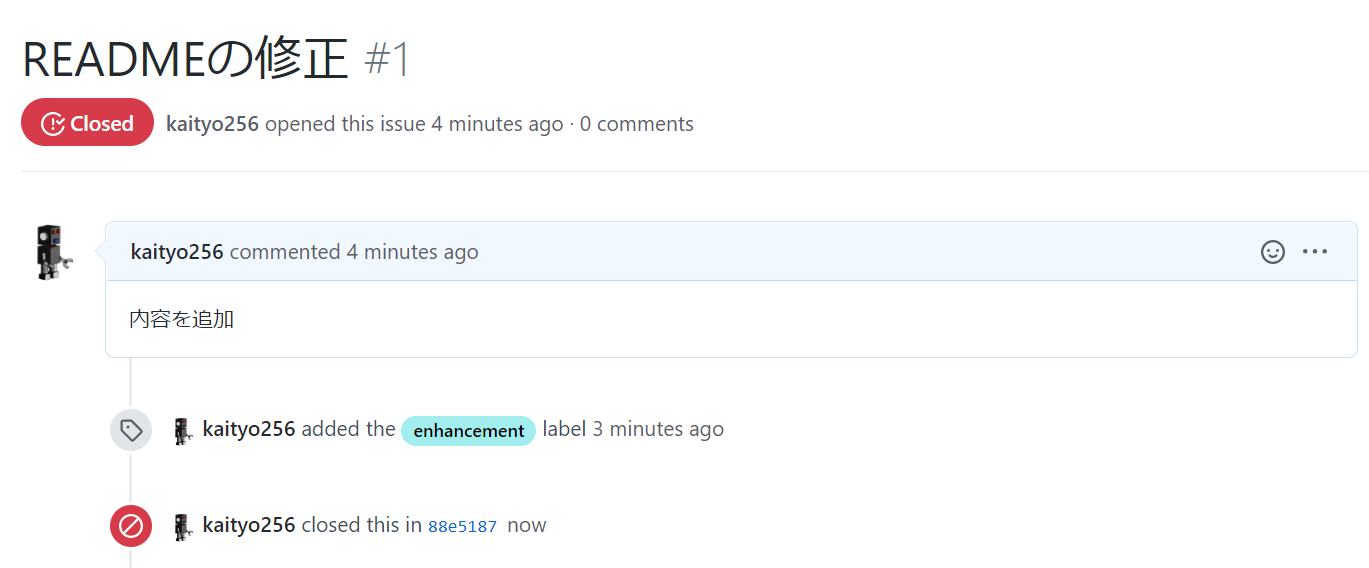 READMEの修正 #1
Closed kaityo256 opened this issue 4 minutes ago · 0 comments
kaityo256 commented 4 minutes ago
内容を追加
kaityo256 added the enhancement label 3 minutes ago
kaityo256 closed this in 88e5187 now